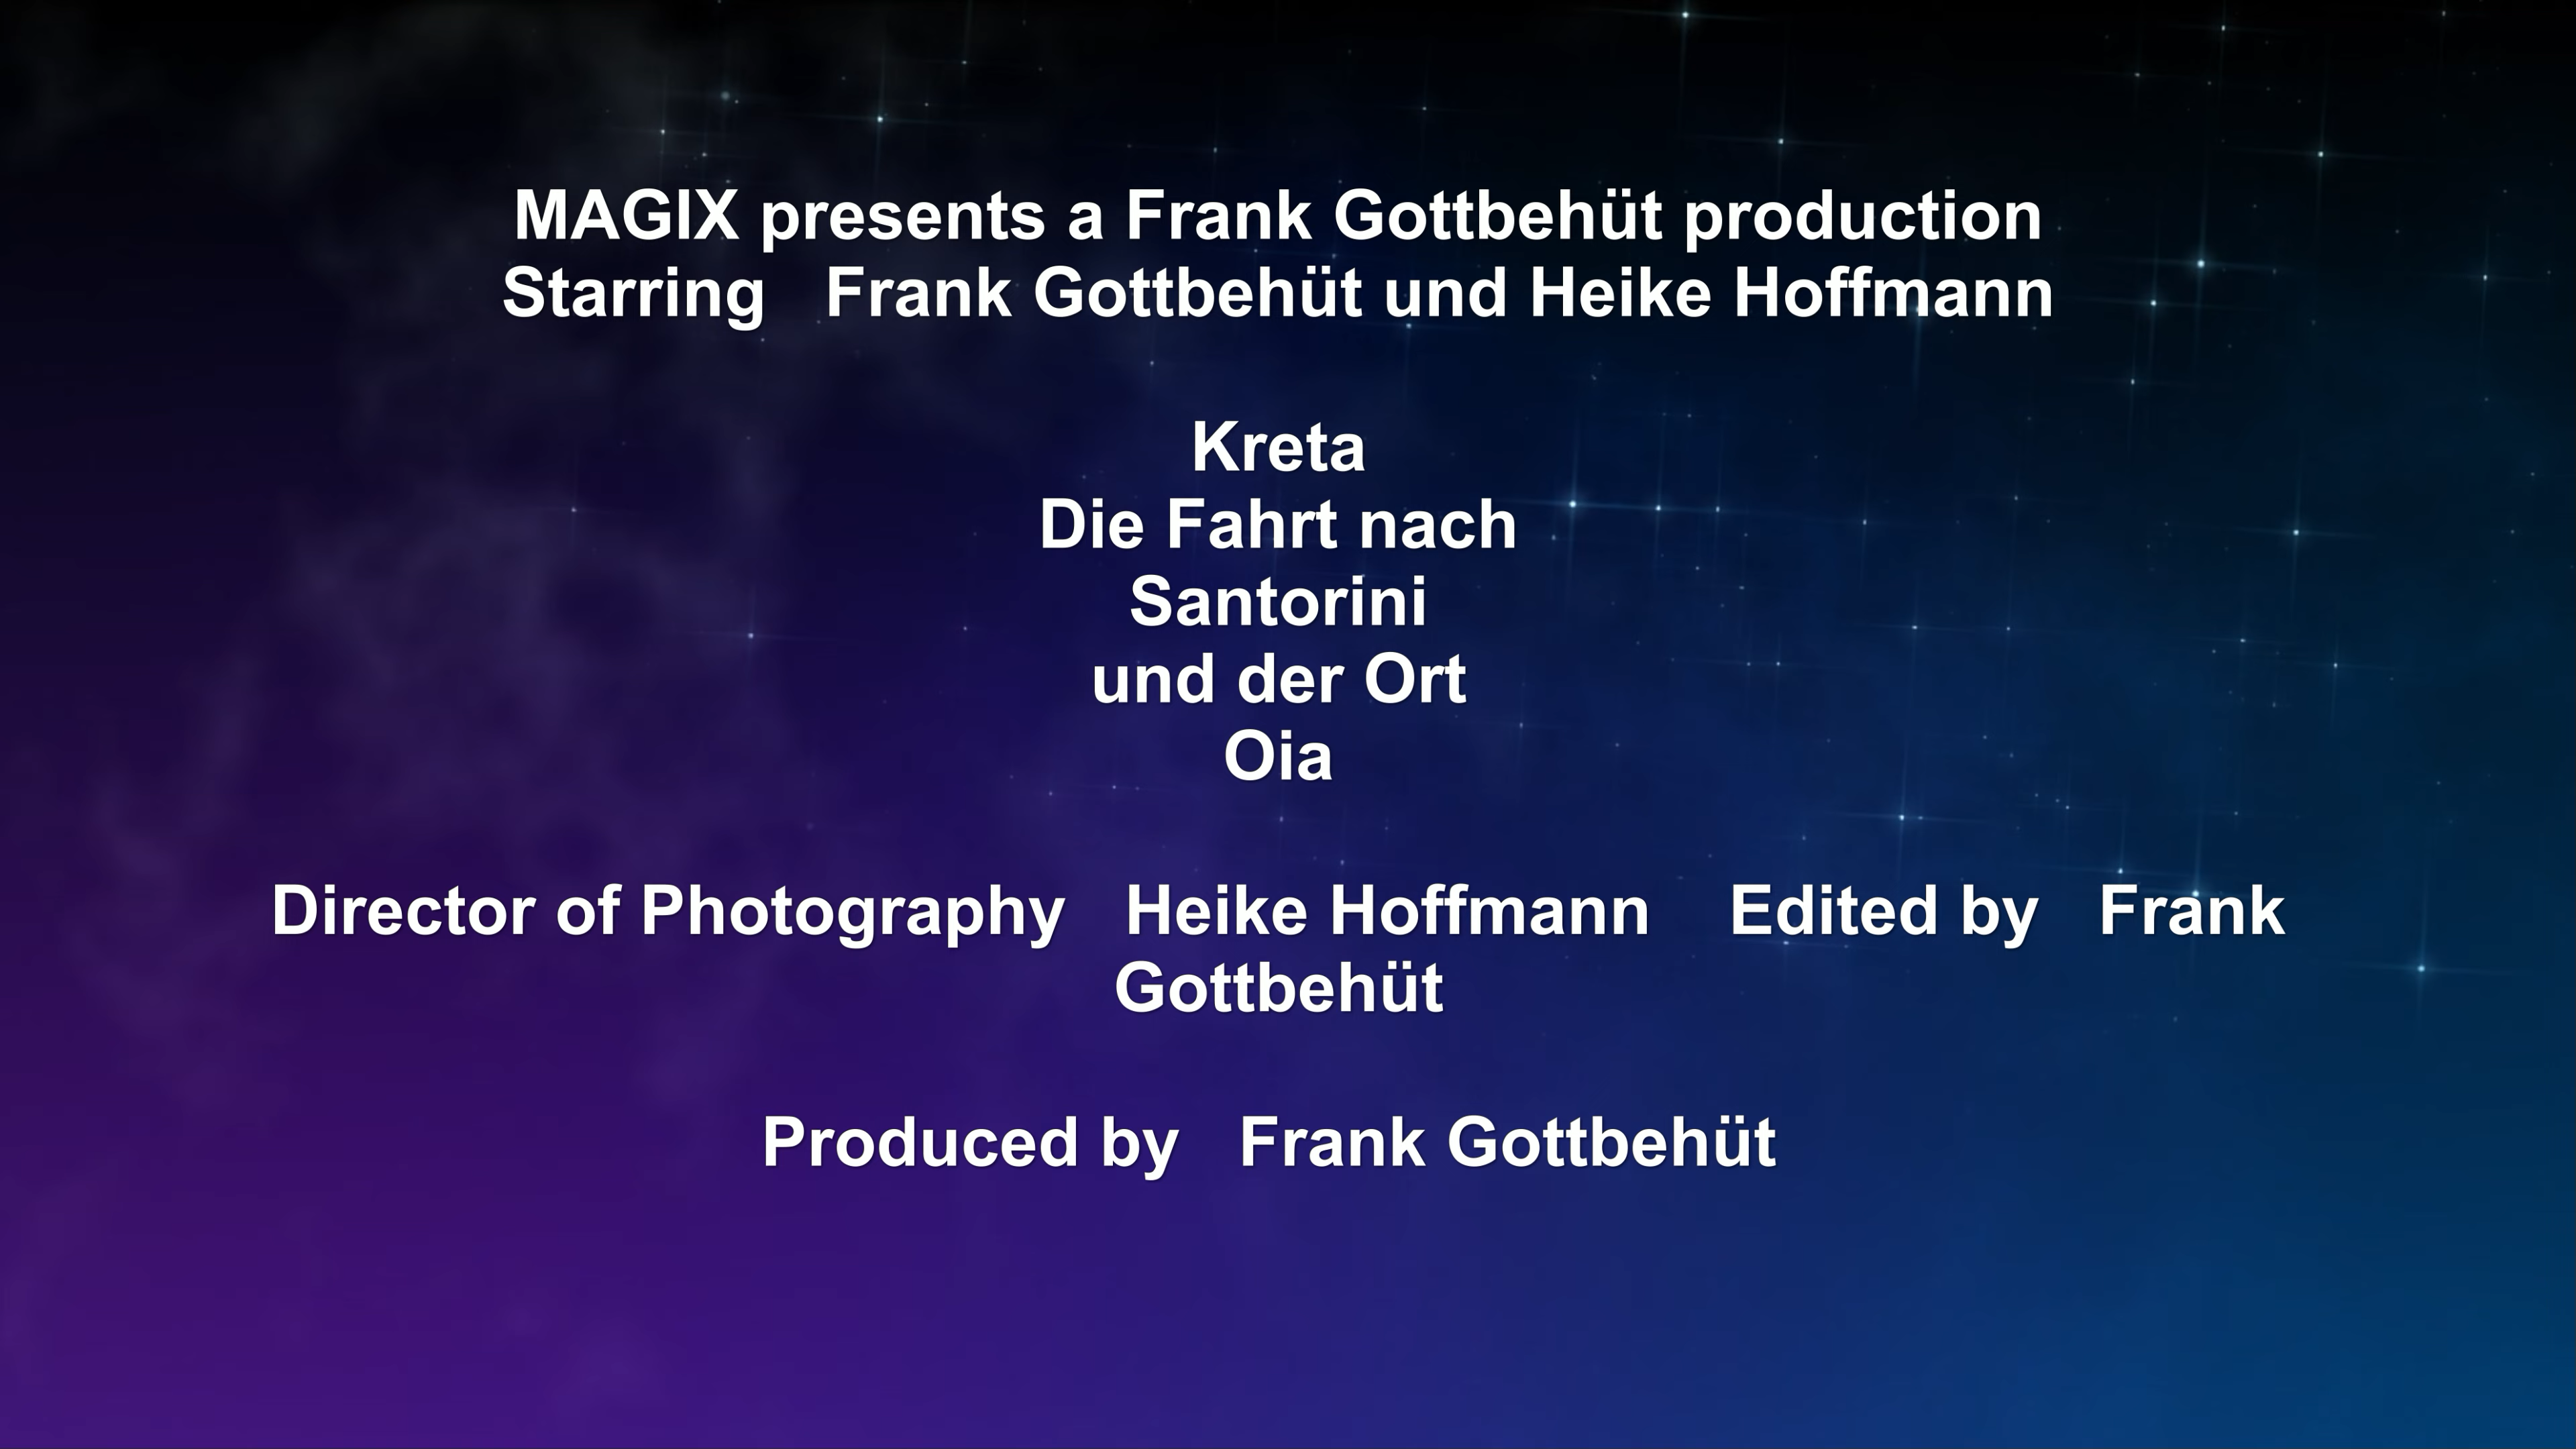 MAGIX presents a Frank Gottbehüt production
Starring Frank Gottbehüt und Heike Hoffmann
Kreta
Die Fahrt nach
Santorini
und der Ort
Oia
Director of Photography Heike Hoffmann Edited by Frank
Gottbehüt
Produced by Frank Gottbehüt